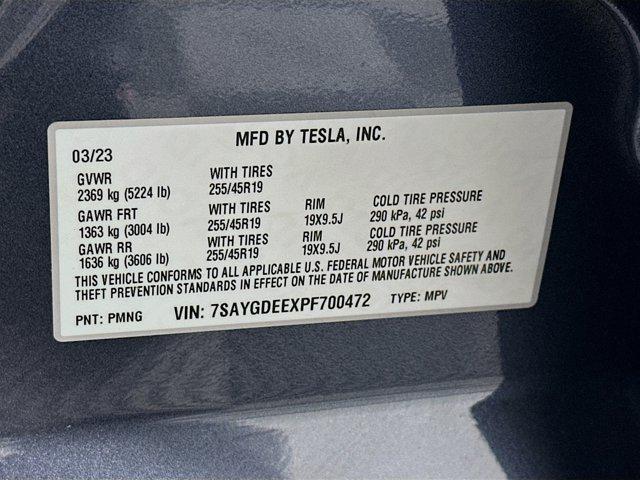 MFD BY TESLA, INC.
03/23
GVWR WITH TIRES
2369 kg (5224 lb) 255/45R19
GAWR FRT WITH TIRES RIM COLD TIRE PRESSURE
1363 kg (3004 lb) 255/45R19 19X9.5J 290 kPa, 42 psi
GAWR RR WITH TIRES RIM COLD TIRE PRESSURE
1636 kg (3606 lb) 255/45R19 19X9.5J 290 kPa, 42 psi
THIS VEHICLE CONFORMS TO ALL APPLICABLE U.S. FEDERAL MOTOR VEHICLE SAFETY AND
THEFT PREVENTION STANDARDS IN EFFECT ON THE DATE OF MANUFACTURE SHOWN ABOVE.
PNT: PMNG VIN: 7SAYGDEEXPF700472 TYPE: MPV